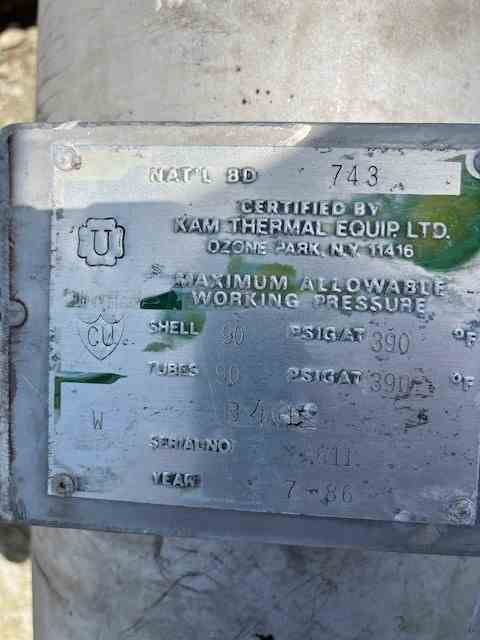 NAT'L BD 743
CERTIFIED BY
KAM THERMAL EQUIP LTD.
OZONE PARK, N.Y. 11416
U
MAXIMUM ALLOWABLE
WORKING PRESSURE
CU
SHELL 90 PSIG/AT 390 °F
TUBES 90 PSIG/AT 390 °F
W
SERIAL NO
YEAR 7-86